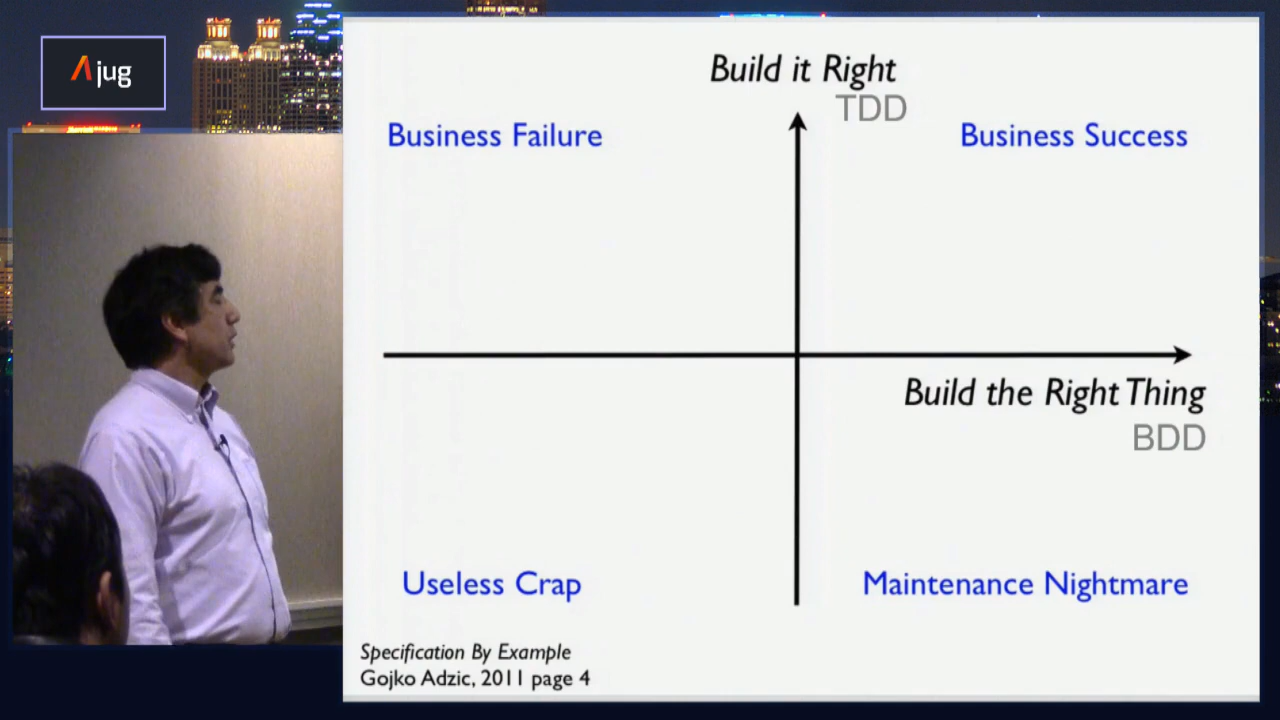 Ajug
Build it Right
TDD
Business Failure
Business Success
Build the Right Thing
BDD
Useless Crap
Maintenance Nightmare
Specification By Example
Gojko Adzic, 2011 page 4